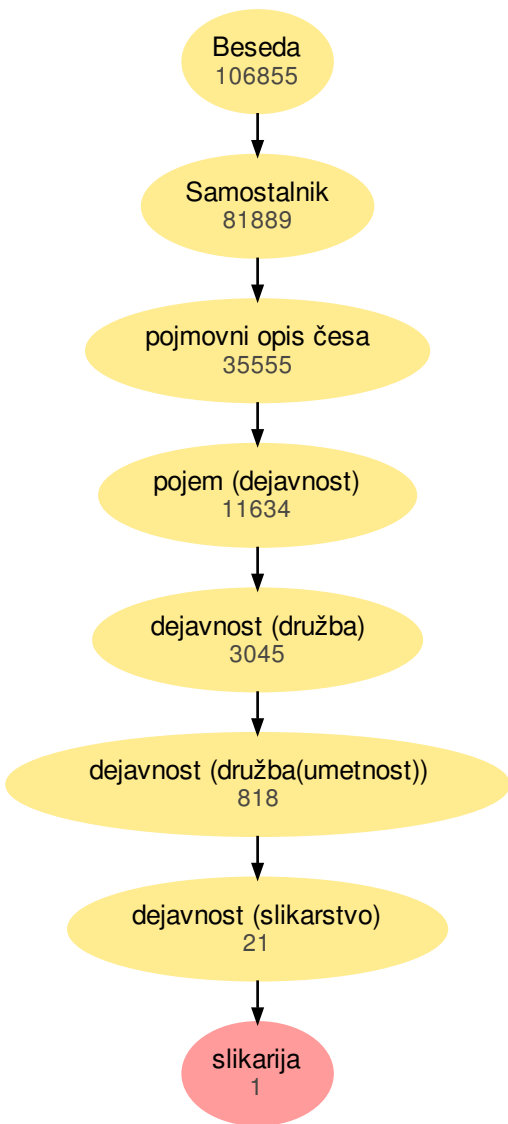 Beseda
106855
Samostalnik
81889
pojmovni opis česa
35555
pojem (dejavnost)
11634
dejavnost (družba)
3045
dejavnost (družba(umetnost))
818
dejavnost (slikarstvo)
21
slikarija
1